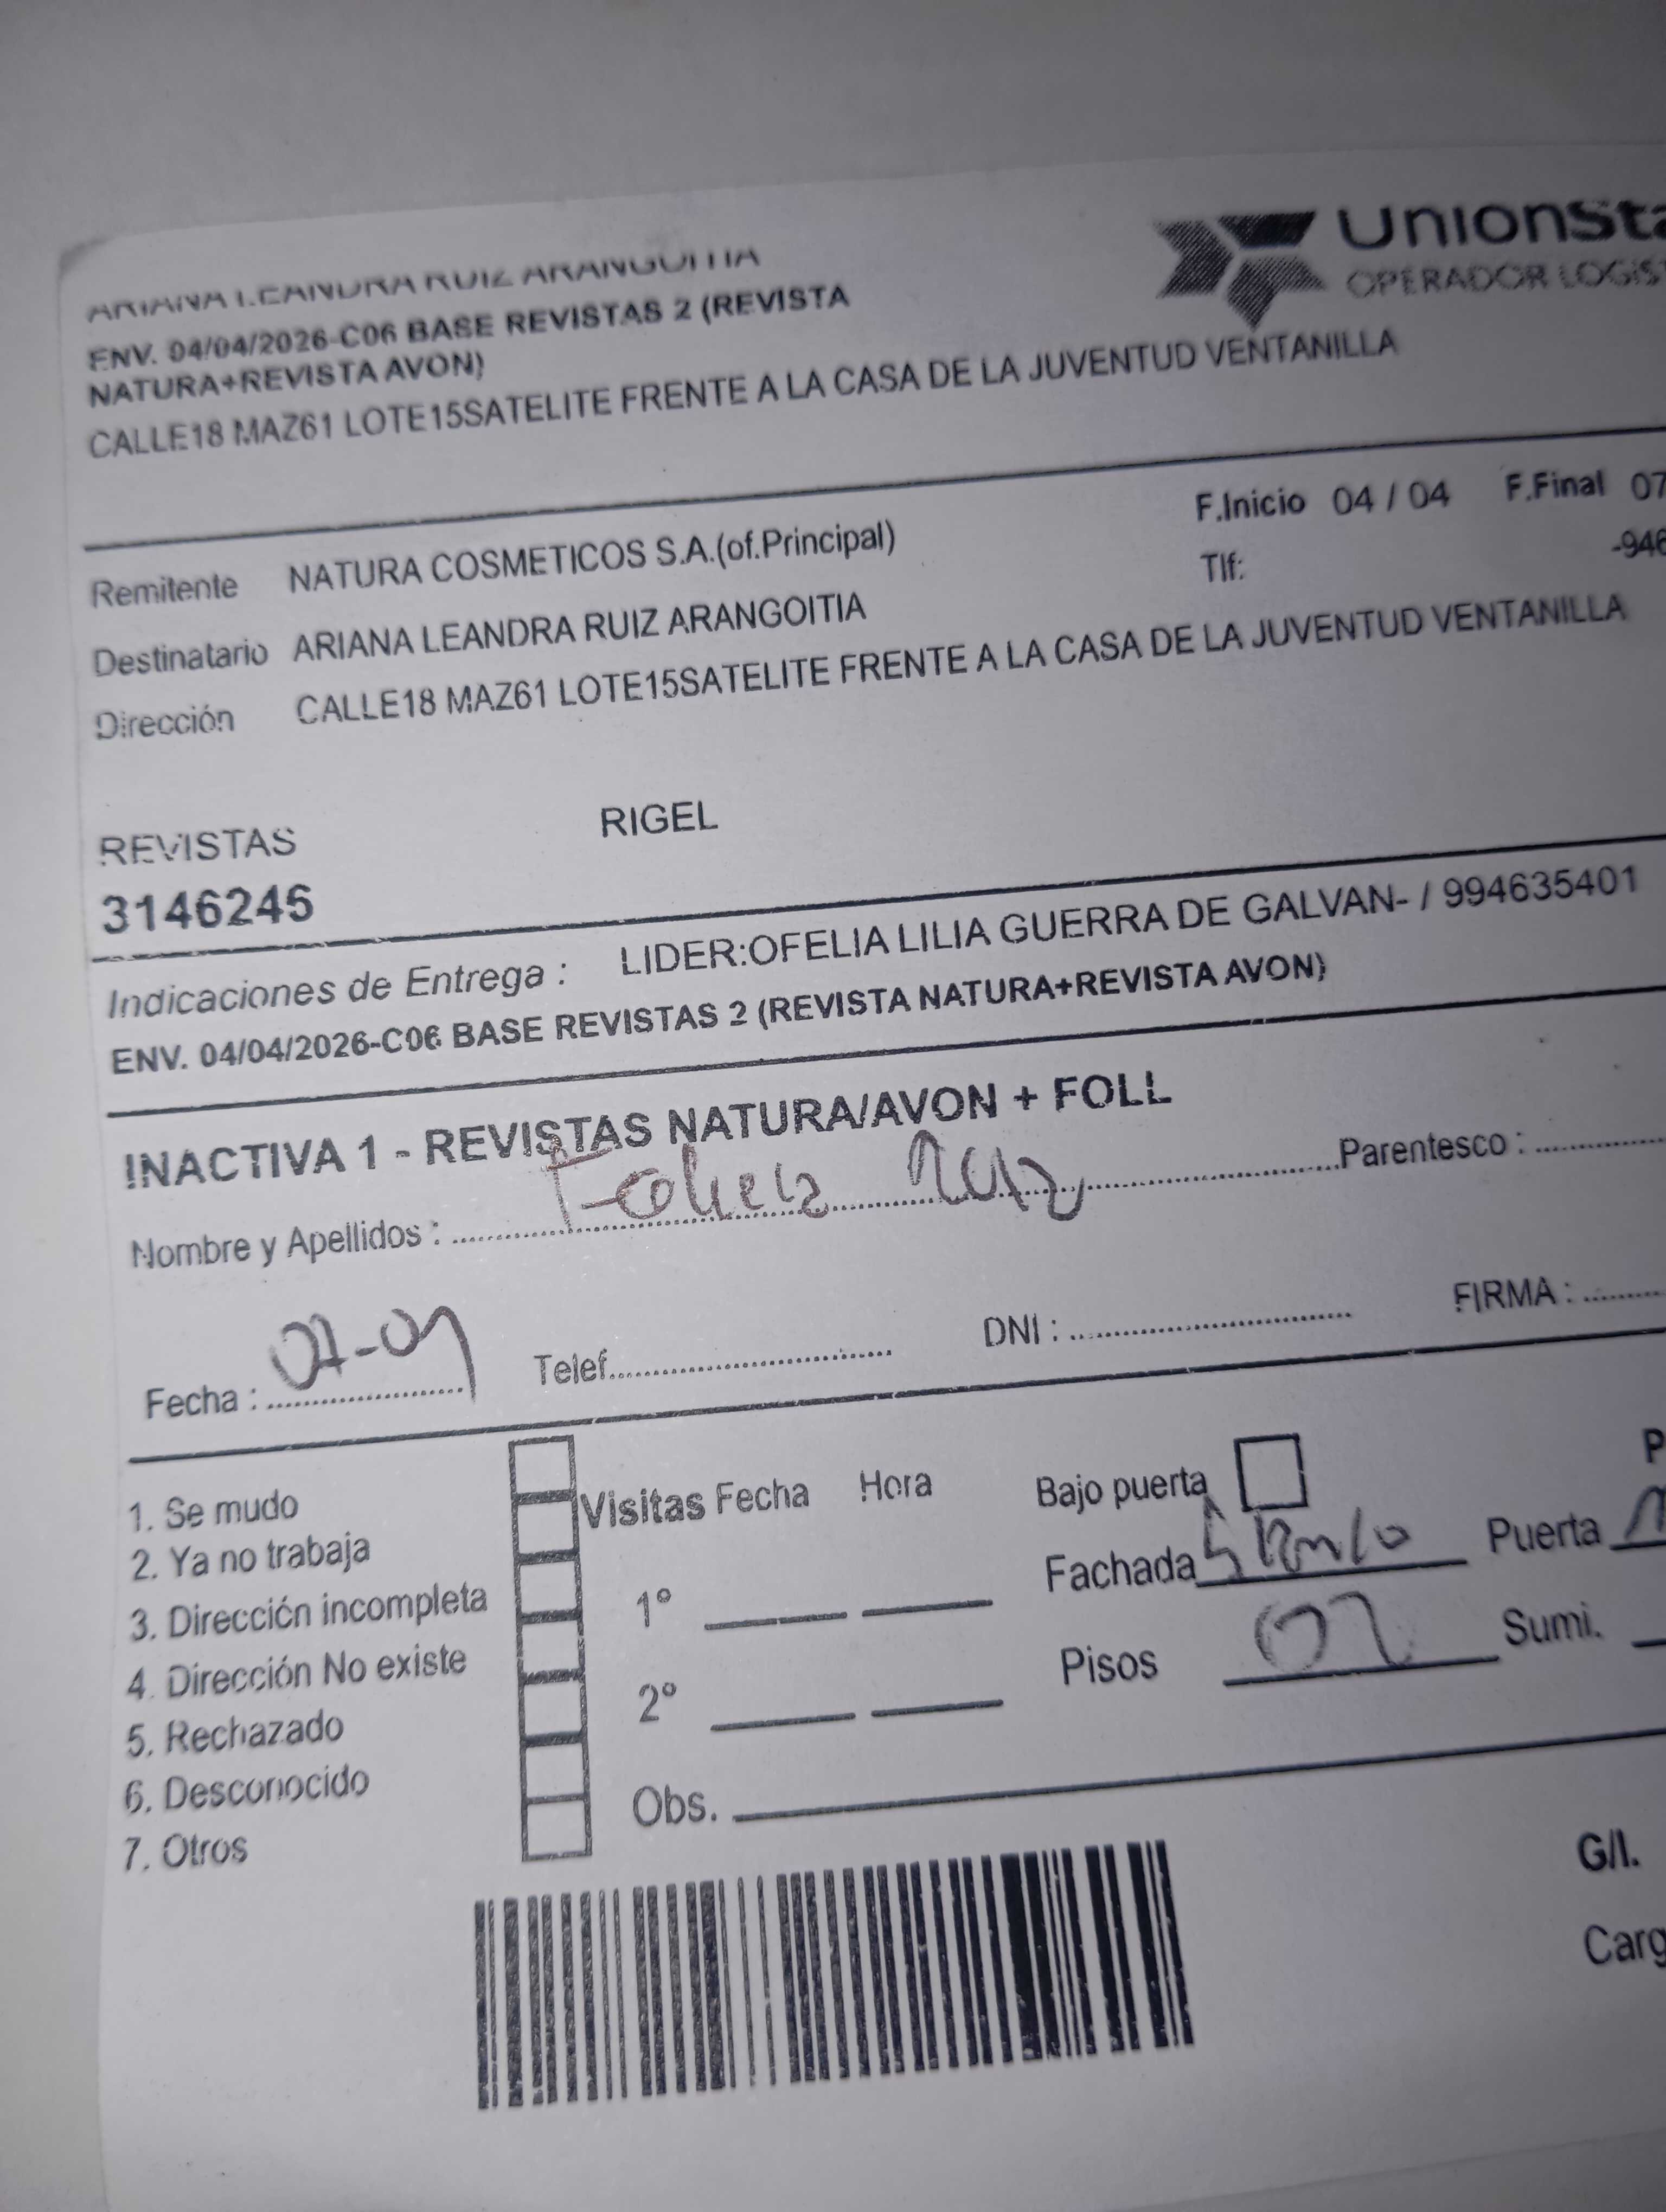 ARIANA LEANDRA RUIZ ARANGOITIA
UNIONSta
OPERADOR LOGIST
ENV. 04/04/2026-C06 BASE REVISTAS 2 (REVISTA
NATURA+REVISTA AVON)
CALLE18 MAZ61 LOTE15SATELITE FRENTE A LA CASA DE LA JUVENTUD VENTANILLA
F.Inicio 04 / 04 F.Final 07
Remitente NATURA COSMETICOS S.A.(of.Principal)
Tlf: -946
Destinatario ARIANA LEANDRA RUIZ ARANGOITIA
Dirección CALLE18 MAZ61 LOTE15SATELITE FRENTE A LA CASA DE LA JUVENTUD VENTANILLA
REVISTAS RIGEL
3146245
Indicaciones de Entrega : LIDER:OFELIA LILIA GUERRA DE GALVAN- / 994635401
ENV. 04/04/2026-C06 BASE REVISTAS 2 (REVISTA NATURA+REVISTA AVON)
INACTIVA 1 - REVISTAS NATURA/AVON + FOLL
Nombre y Apellidos : Ruiz Parentesco :
Fecha : 07-04 Telef. DNI : FIRMA :
1. Se mudo
2. Ya no trabaja
3. Dirección incompleta
4. Dirección No existe
5. Rechazado
6. Desconocido
7. Otros
Visitas Fecha Hora
1°
2°
Obs.
Bajo puerta P
Fachada Puerta
Pisos 02 Sumi.
G/I.
Carg